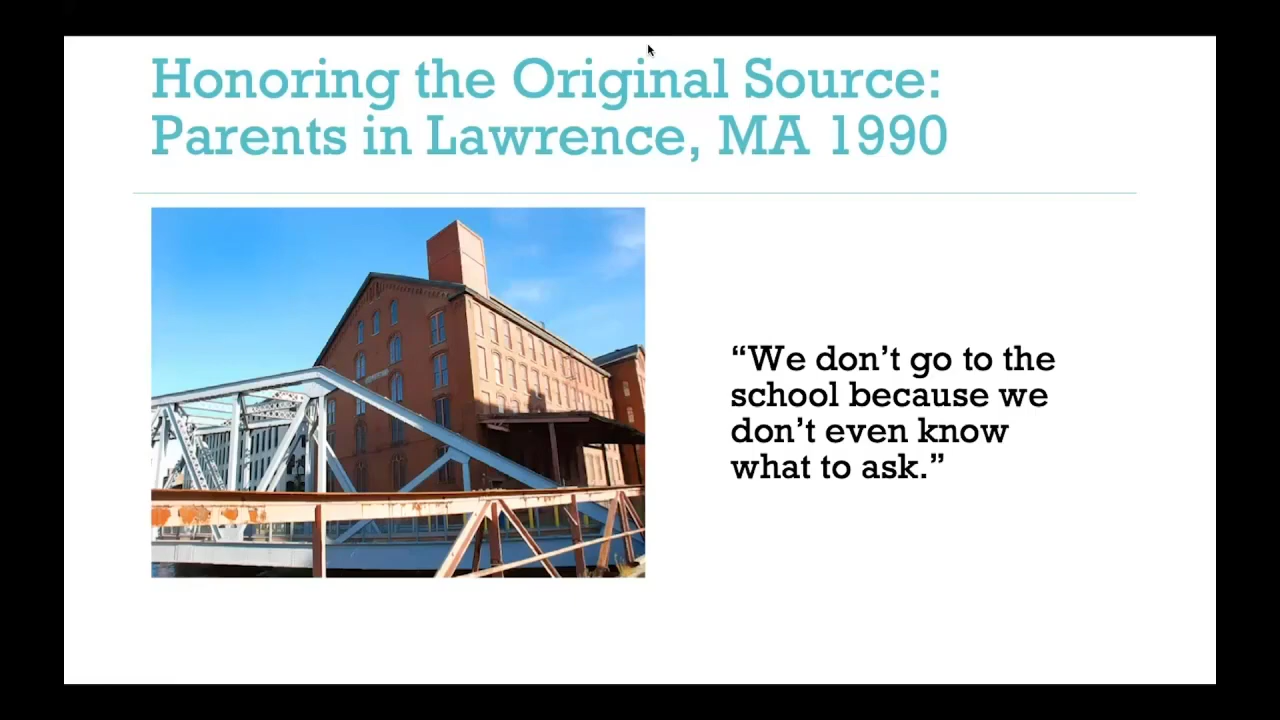 Honoring the Original Source:
Parents in Lawrence, MA 1990
“We don’t go to the
school because we
don’t even know
what to ask.”